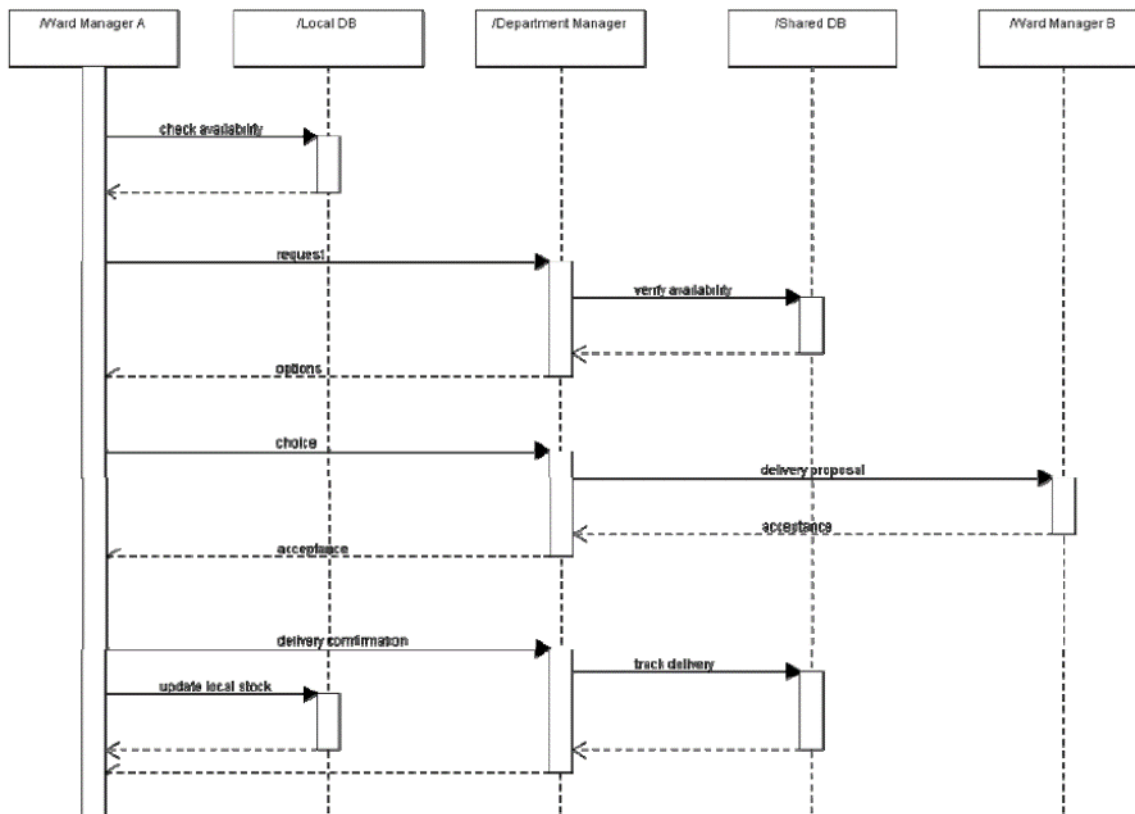 /Ward Manager A
/Local DB
/Department Manager
/Shared DB
/Ward Manager B
check availability
request
verify availability
options
choice
delivery proposal
acceptance
acceptance
delivery comfirmation
track delivery
update local stock